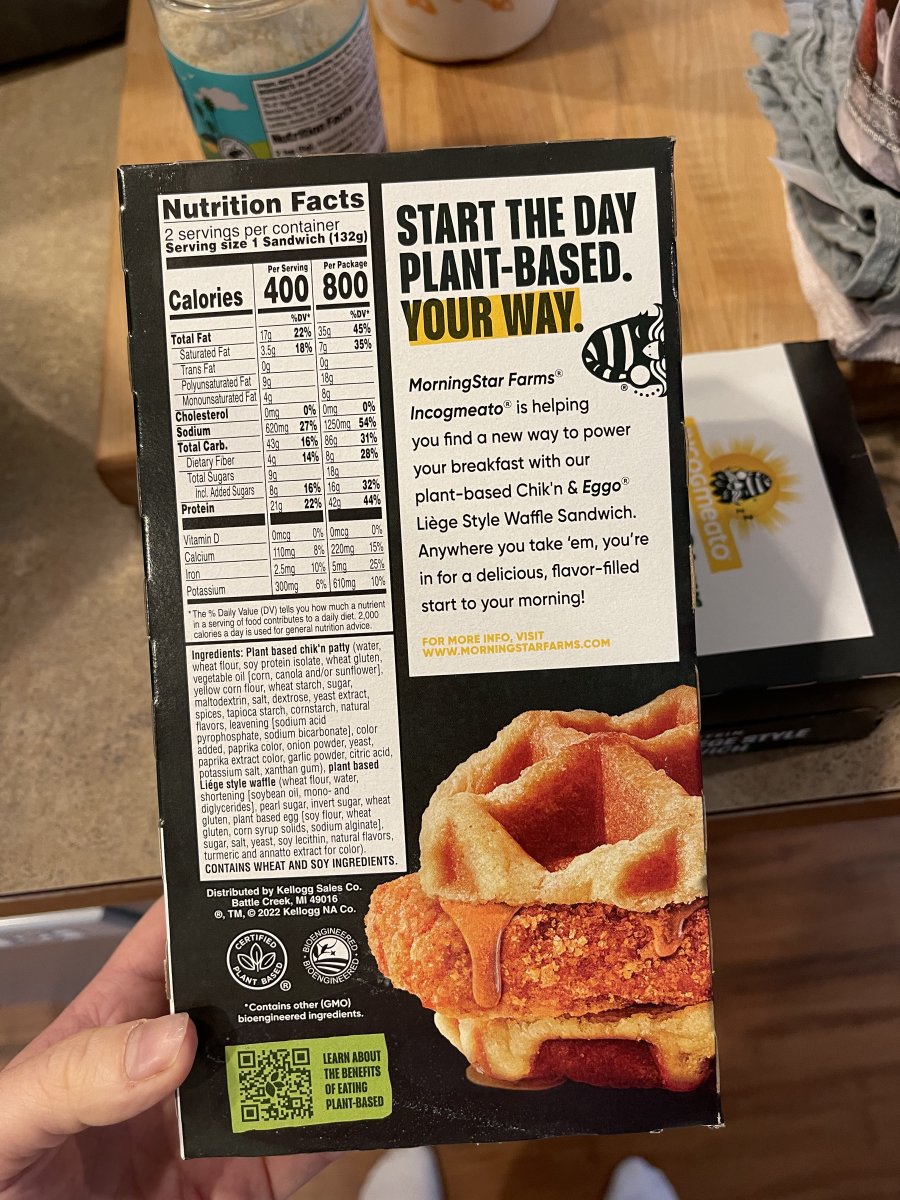 Nutrition Facts
Nutrition Facts
2 servings per container
Serving size 1 Sandwich (132g)
Per Serving Per Package
Calories 400 800
%DV* %DV*
Total Fat 17g 22% 35g 45%
Saturated Fat 3.5g 18% 7g 35%
Trans Fat 0g 0g
Polyunsaturated Fat 9g 18g
Monounsaturated Fat 4g 8g
Cholesterol 0mg 0% 0mg 0%
Sodium 620mg 27% 1250mg 54%
Total Carb. 43g 16% 86g 31%
Dietary Fiber 4g 14% 8g 28%
Total Sugars 9g 18g
Incl. Added Sugars 8g 16% 16g 32%
Protein 21g 22% 42g 44%
Vitamin D 0mcg 0% 0mcg 0%
Calcium 110mg 8% 220mg 15%
Iron 2.5mg 10% 5mg 25%
Potassium 300mg 6% 610mg 10%
*The % Daily Value (DV) tells you how much a nutrient
in a serving of food contributes to a daily diet. 2,000
calories a day is used for general nutrition advice.
Ingredients: Plant based chik'n patty (water,
wheat flour, soy protein isolate, wheat gluten,
vegetable oil [corn, canola and/or sunflower],
yellow corn flour, wheat starch, sugar,
maltodextrin, salt, dextrose, yeast extract,
spices, tapioca starch, cornstarch, natural
flavors, leavening [sodium acid
pyrophosphate, sodium bicarbonate], color
added, paprika color, onion powder, yeast,
paprika extract color, garlic powder, citric acid,
potassium salt, xanthan gum), plant based
Liége style waffle (wheat flour, water,
shortening [soybean oil, mono- and
diglycerides], pearl sugar, invert sugar, wheat
gluten, plant based egg [soy flour, wheat
gluten, corn syrup solids, sodium alginate],
sugar, salt, yeast, soy lecithin, natural flavors,
turmeric and annatto extract for color).
CONTAINS WHEAT AND SOY INGREDIENTS.
Distributed by Kellogg Sales Co.
Battle Creek, MI 49016
®, TM, © 2022 Kellogg NA Co.
CERTIFIED
PLANT BASED
®
BIOENGINEERED
BIOENGINEERED
*Contains other (GMO)
bioengineered ingredients.
LEARN ABOUT
THE BENEFITS
OF EATING
PLANT-BASED
START THE DAY
PLANT-BASED.
YOUR WAY.
®
MorningStar Farms®
Incogmeato® is helping
you find a new way to power
your breakfast with our
plant-based Chik'n & Eggo®
Liège Style Waffle Sandwich.
Anywhere you take 'em, you're
in for a delicious, flavor-filled
start to your morning!
FOR MORE INFO, VISIT
WWW.MORNINGSTARFARMS.COM
incogmeato